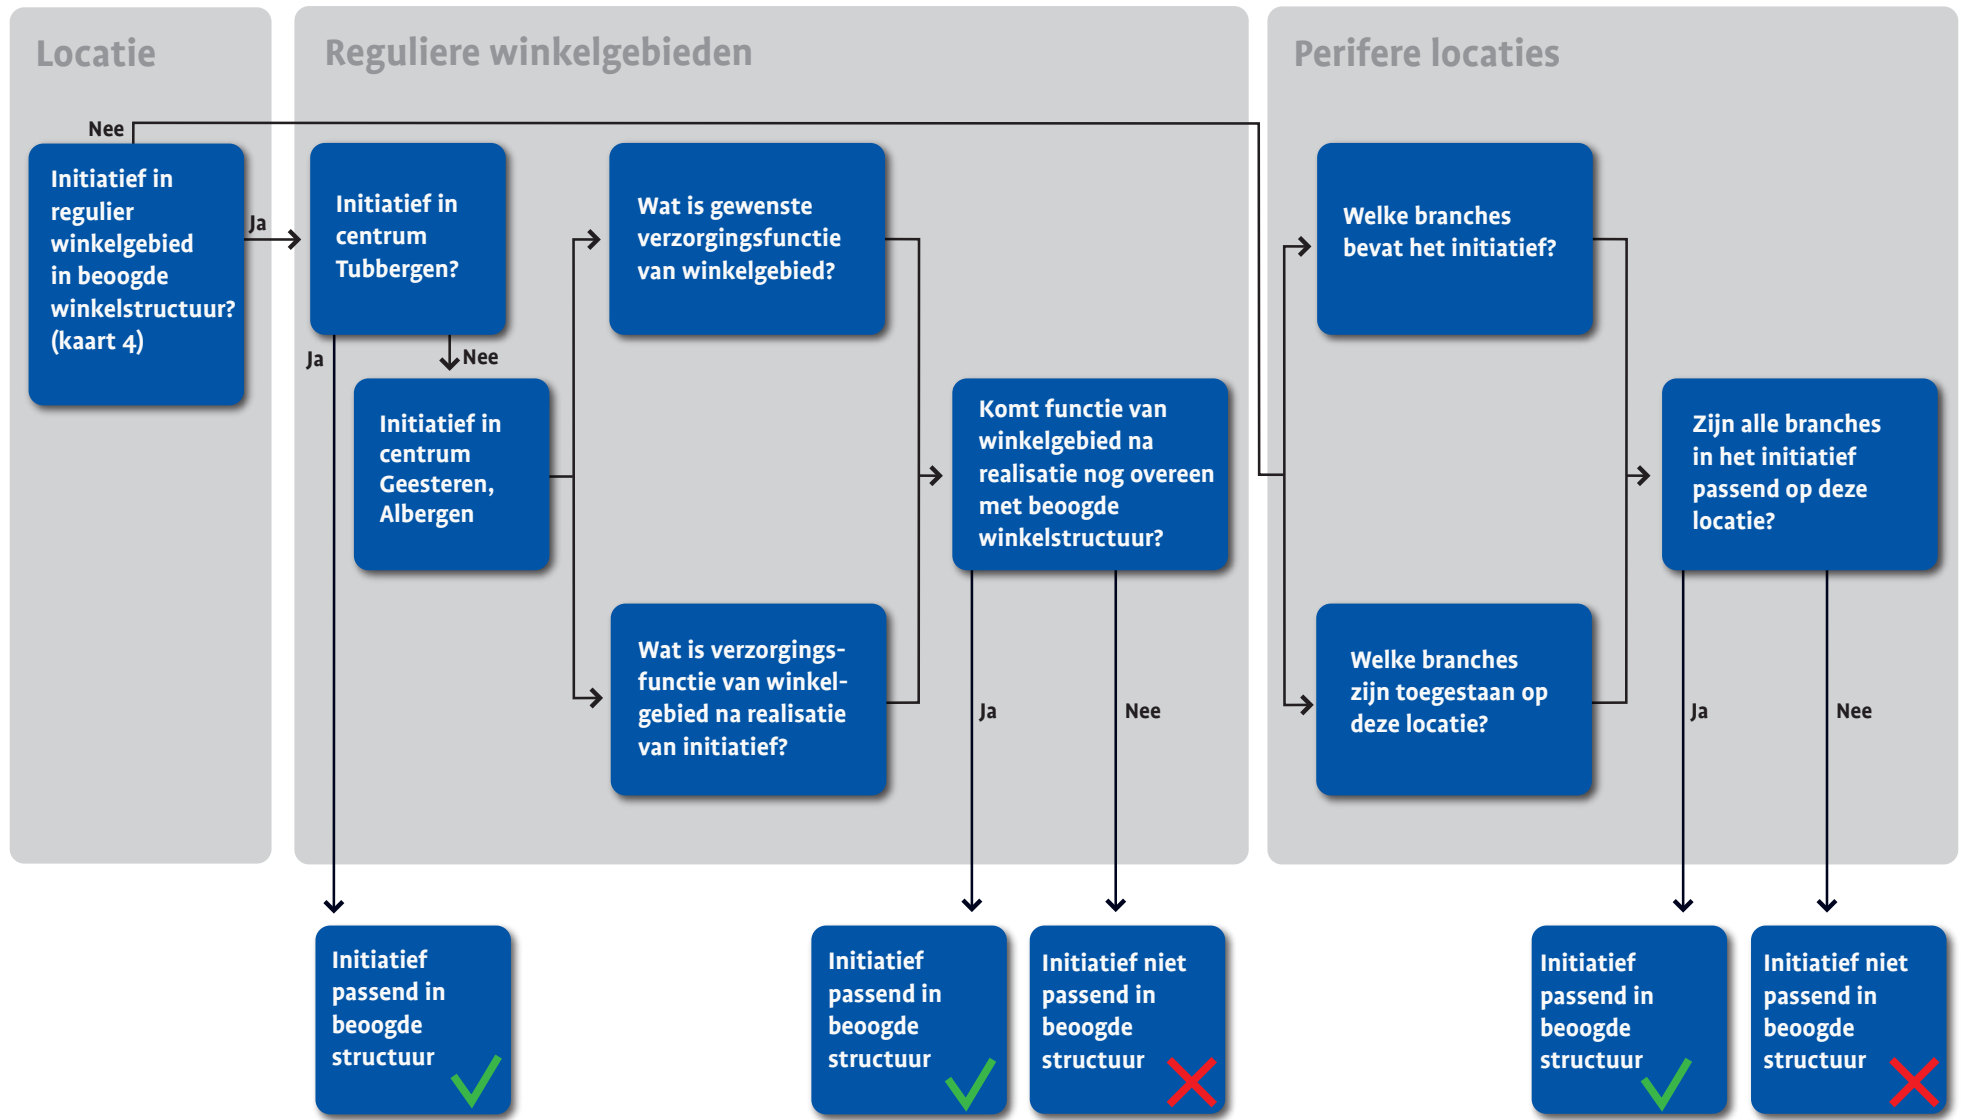 Locatie
Nee
Initiatief in
regulier
winkelgebied
in beoogde
winkelstructuur?
(kaart 4)
Ja
Reguliere winkelgebieden
Initiatief in
centrum
Tubbergen?
Ja
Nee
Initiatief in
centrum
Geesteren,
Albergen
Wat is gewenste
verzorgingsfunctie
van winkelgebied?
Wat is verzorgings-
functie van winkel-
gebied na realisatie
van initiatief?
Komt functie van
winkelgebied na
realisatie nog overeen
met beoogde
winkelstructuur?
Ja
Nee
Perifere locaties
Welke branches
bevat het initiatief?
Welke branches
zijn toegestaan op
deze locatie?
Zijn alle branches
in het initiatief
passend op deze
locatie?
Ja
Nee
Initiatief
passend in
beoogde
structuur
Initiatief
passend in
beoogde
structuur
Initiatief niet
passend in
beoogde
structuur
Initiatief
passend in
beoogde
structuur
Initiatief niet
passend in
beoogde
structuur